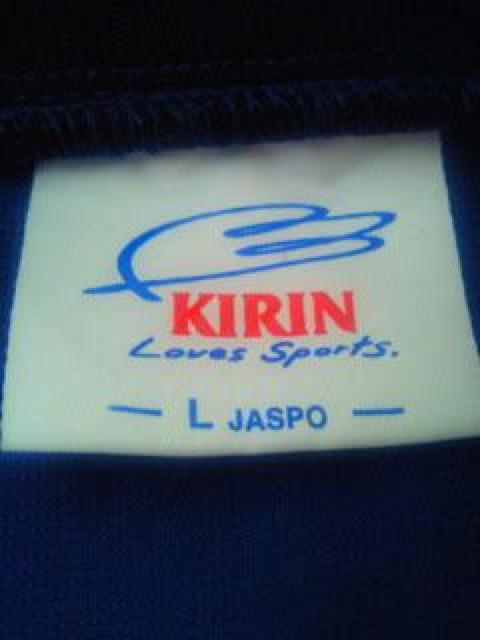 KIRIN
Loves Sports.
— L JASPO —